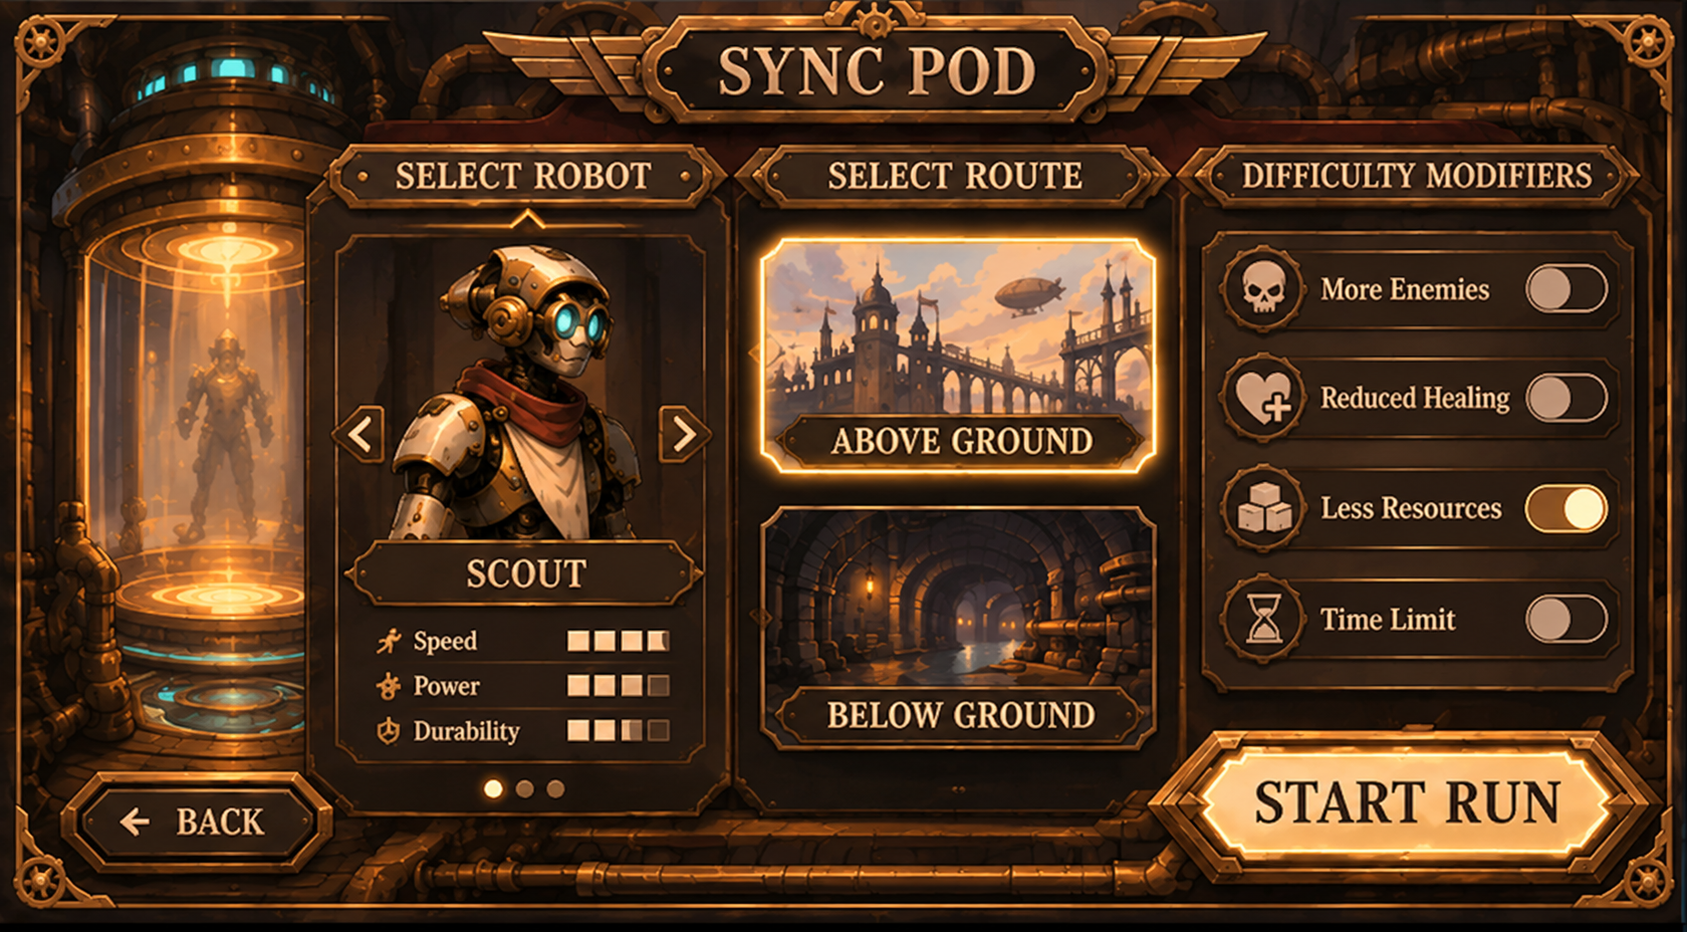 SYNC POD
SELECT ROBOT
SCOUT
Speed
Power
Durability
SELECT ROUTE
ABOVE GROUND
BELOW GROUND
DIFFICULTY MODIFIERS
More Enemies
Reduced Healing
Less Resources
Time Limit
BACK
START RUN